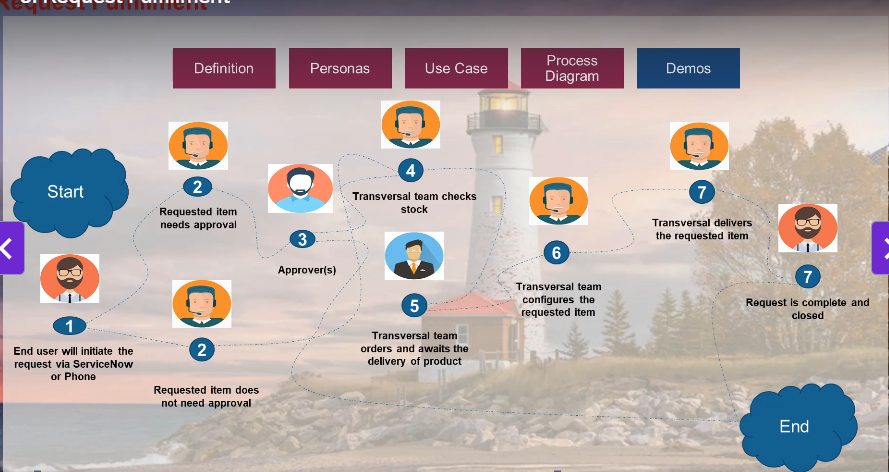 of Request Fulfillment
Definition
Personas
Use Case
Process
Diagram
Demos
Start
1
End user will initiate the
request via ServiceNow
or Phone
2
Requested item
needs approval
2
Requested item does
not need approval
3
Approver(s)
4
Transversal team checks
stock
5
Transversal team
orders and awaits the
delivery of product
6
Transversal team
configures the
requested item
7
Transversal delivers
the requested item
7
Request is complete and
closed
End